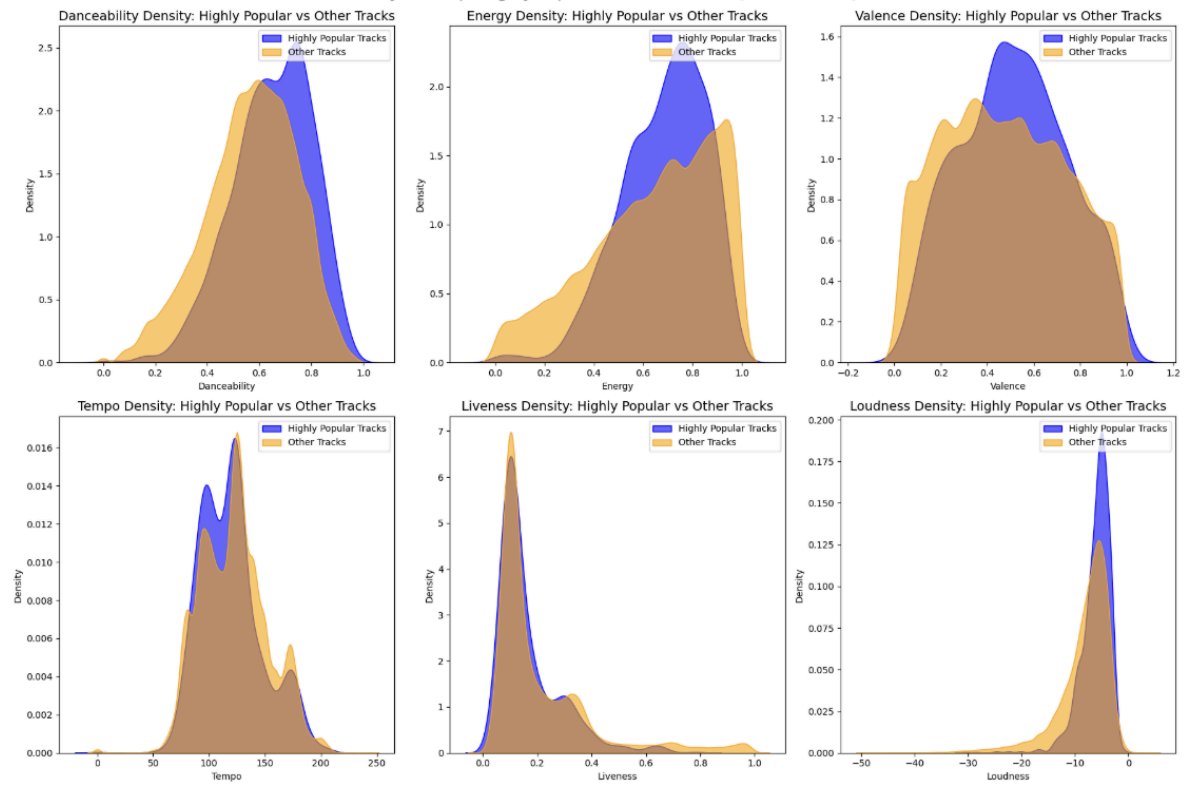 Danceability Density: Highly Popular vs Other Tracks
Highly Popular Tracks
Other Tracks
2.5
2.0
1.5
1.0
0.5
0.0
Density
0.0 0.2 0.4 0.6 0.8 1.0
Danceability
Energy Density: Highly Popular vs Other Tracks
Highly Popular Tracks
Other Tracks
2.0
1.5
1.0
0.5
0.0
Density
0.0 0.2 0.4 0.6 0.8 1.0
Energy
Valence Density: Highly Popular vs Other Tracks
Highly Popular Tracks
Other Tracks
1.6
1.4
1.2
1.0
0.8
0.6
0.4
0.2
0.0
Density
−0.2 0.0 0.2 0.4 0.6 0.8 1.0 1.2
Valence
Tempo Density: Highly Popular vs Other Tracks
Highly Popular Tracks
Other Tracks
0.016
0.014
0.012
0.010
0.008
0.006
0.004
0.002
0.000
Density
0 50 100 150 200 250
Tempo
Liveness Density: Highly Popular vs Other Tracks
Highly Popular Tracks
Other Tracks
7
6
5
4
3
2
1
0
Density
0.0 0.2 0.4 0.6 0.8 1.0
Liveness
Loudness Density: Highly Popular vs Other Tracks
Highly Popular Tracks
Other Tracks
0.200
0.175
0.150
0.125
0.100
0.075
0.050
0.025
0.000
Density
−50 −40 −30 −20 −10 0
Loudness